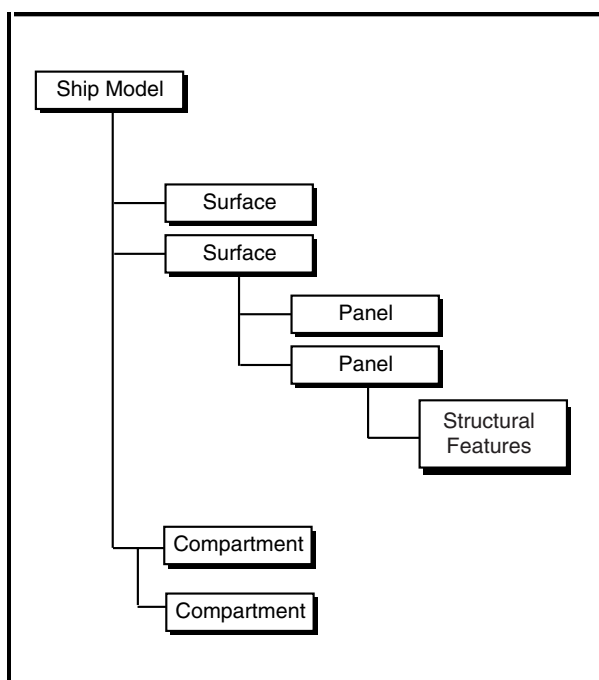 Ship Model
Surface
Surface
Panel
Panel
Structural
Features
Compartment
Compartment